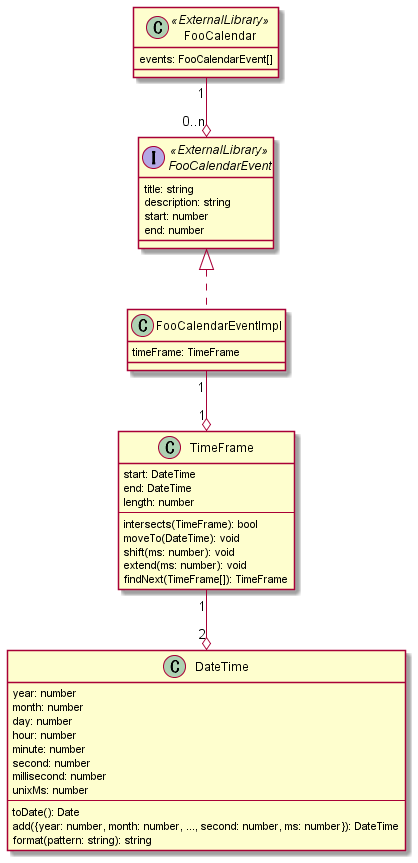 C
«ExternalLibrary»
FooCalendar
events: FooCalendarEvent[]
1
0..n
I
«ExternalLibrary»
FooCalendarEvent
title: string
description: string
start: number
end: number
C FooCalendarEventImpl
timeFrame: TimeFrame
1
1
C TimeFrame
start: DateTime
end: DateTime
length: number
intersects(TimeFrame): bool
moveTo(DateTime): void
shift(ms: number): void
extend(ms: number): void
findNext(TimeFrame[]): TimeFrame
1
2
C DateTime
year: number
month: number
day: number
hour: number
minute: number
second: number
millisecond: number
unixMs: number
toDate(): Date
add({year: number, month: number, ..., second: number, ms: number}): DateTime
format(pattern: string): string